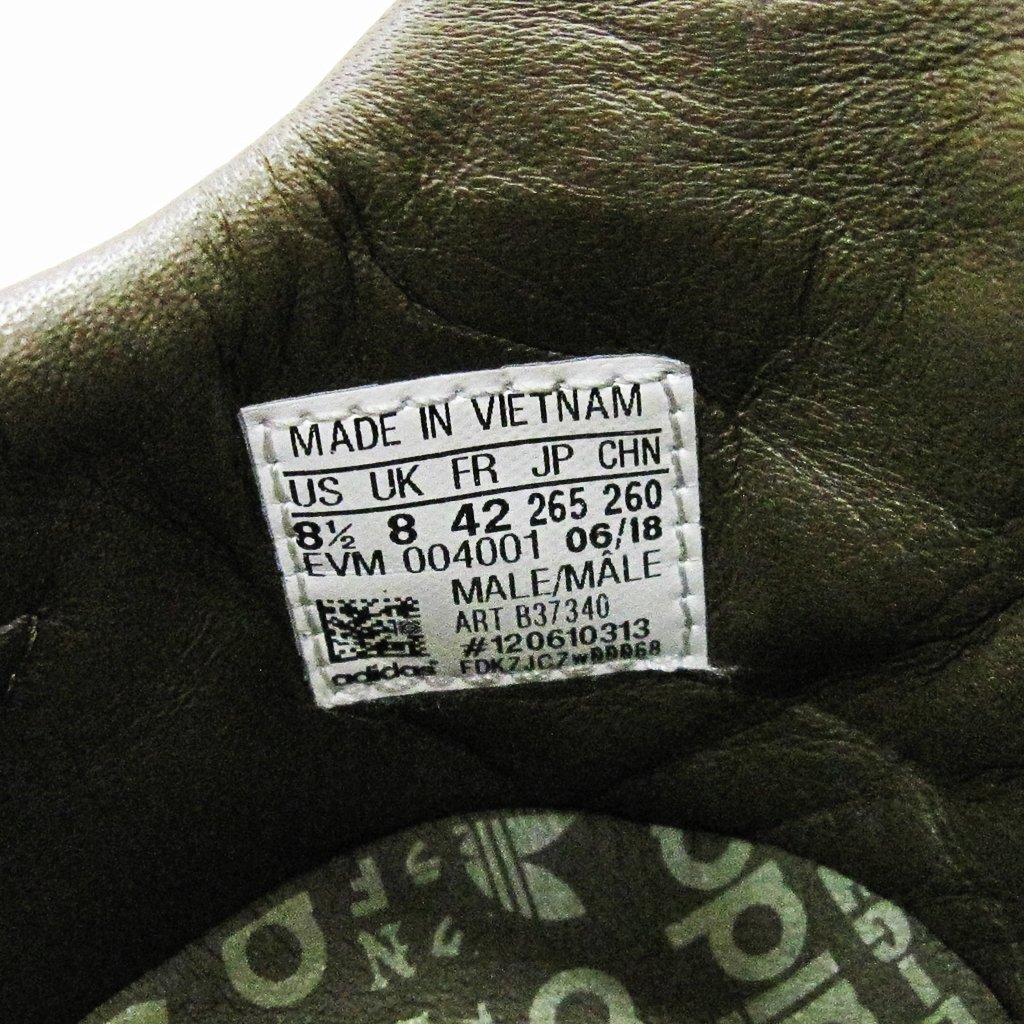 MADE IN VIETNAM
US UK FR JP CHN
8½ 8 42 265 260
EVM 004001 06/18
MALE/MÂLE
ART B37340
#120610313
adidas